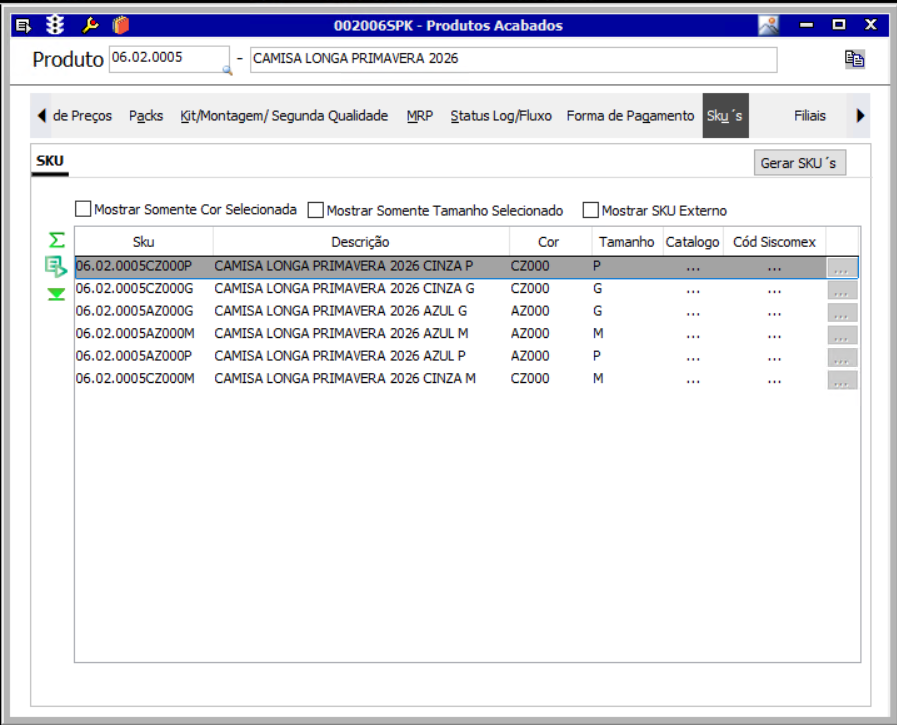 002006SPK - Produtos Acabados
Produto 06.02.0005 - CAMISA LONGA PRIMAVERA 2026
de Preços Packs Kit/Montagem/ Segunda Qualidade MRP Status Log/Fluxo Forma de Pagamento Sku´s Filiais
SKU Gerar SKU´s
Mostrar Somente Cor Selecionada Mostrar Somente Tamanho Selecionado Mostrar SKU Externo
Sku Descrição Cor Tamanho Catalogo Cód Siscomex
06.02.0005CZ000P CAMISA LONGA PRIMAVERA 2026 CINZA P CZ000 P ... ... ...
06.02.0005CZ000G CAMISA LONGA PRIMAVERA 2026 CINZA G CZ000 G ... ... ...
06.02.0005AZ000G CAMISA LONGA PRIMAVERA 2026 AZUL G AZ000 G ... ... ...
06.02.0005AZ000M CAMISA LONGA PRIMAVERA 2026 AZUL M AZ000 M ... ... ...
06.02.0005AZ000P CAMISA LONGA PRIMAVERA 2026 AZUL P AZ000 P ... ... ...
06.02.0005CZ000M CAMISA LONGA PRIMAVERA 2026 CINZA M CZ000 M ... ... ...